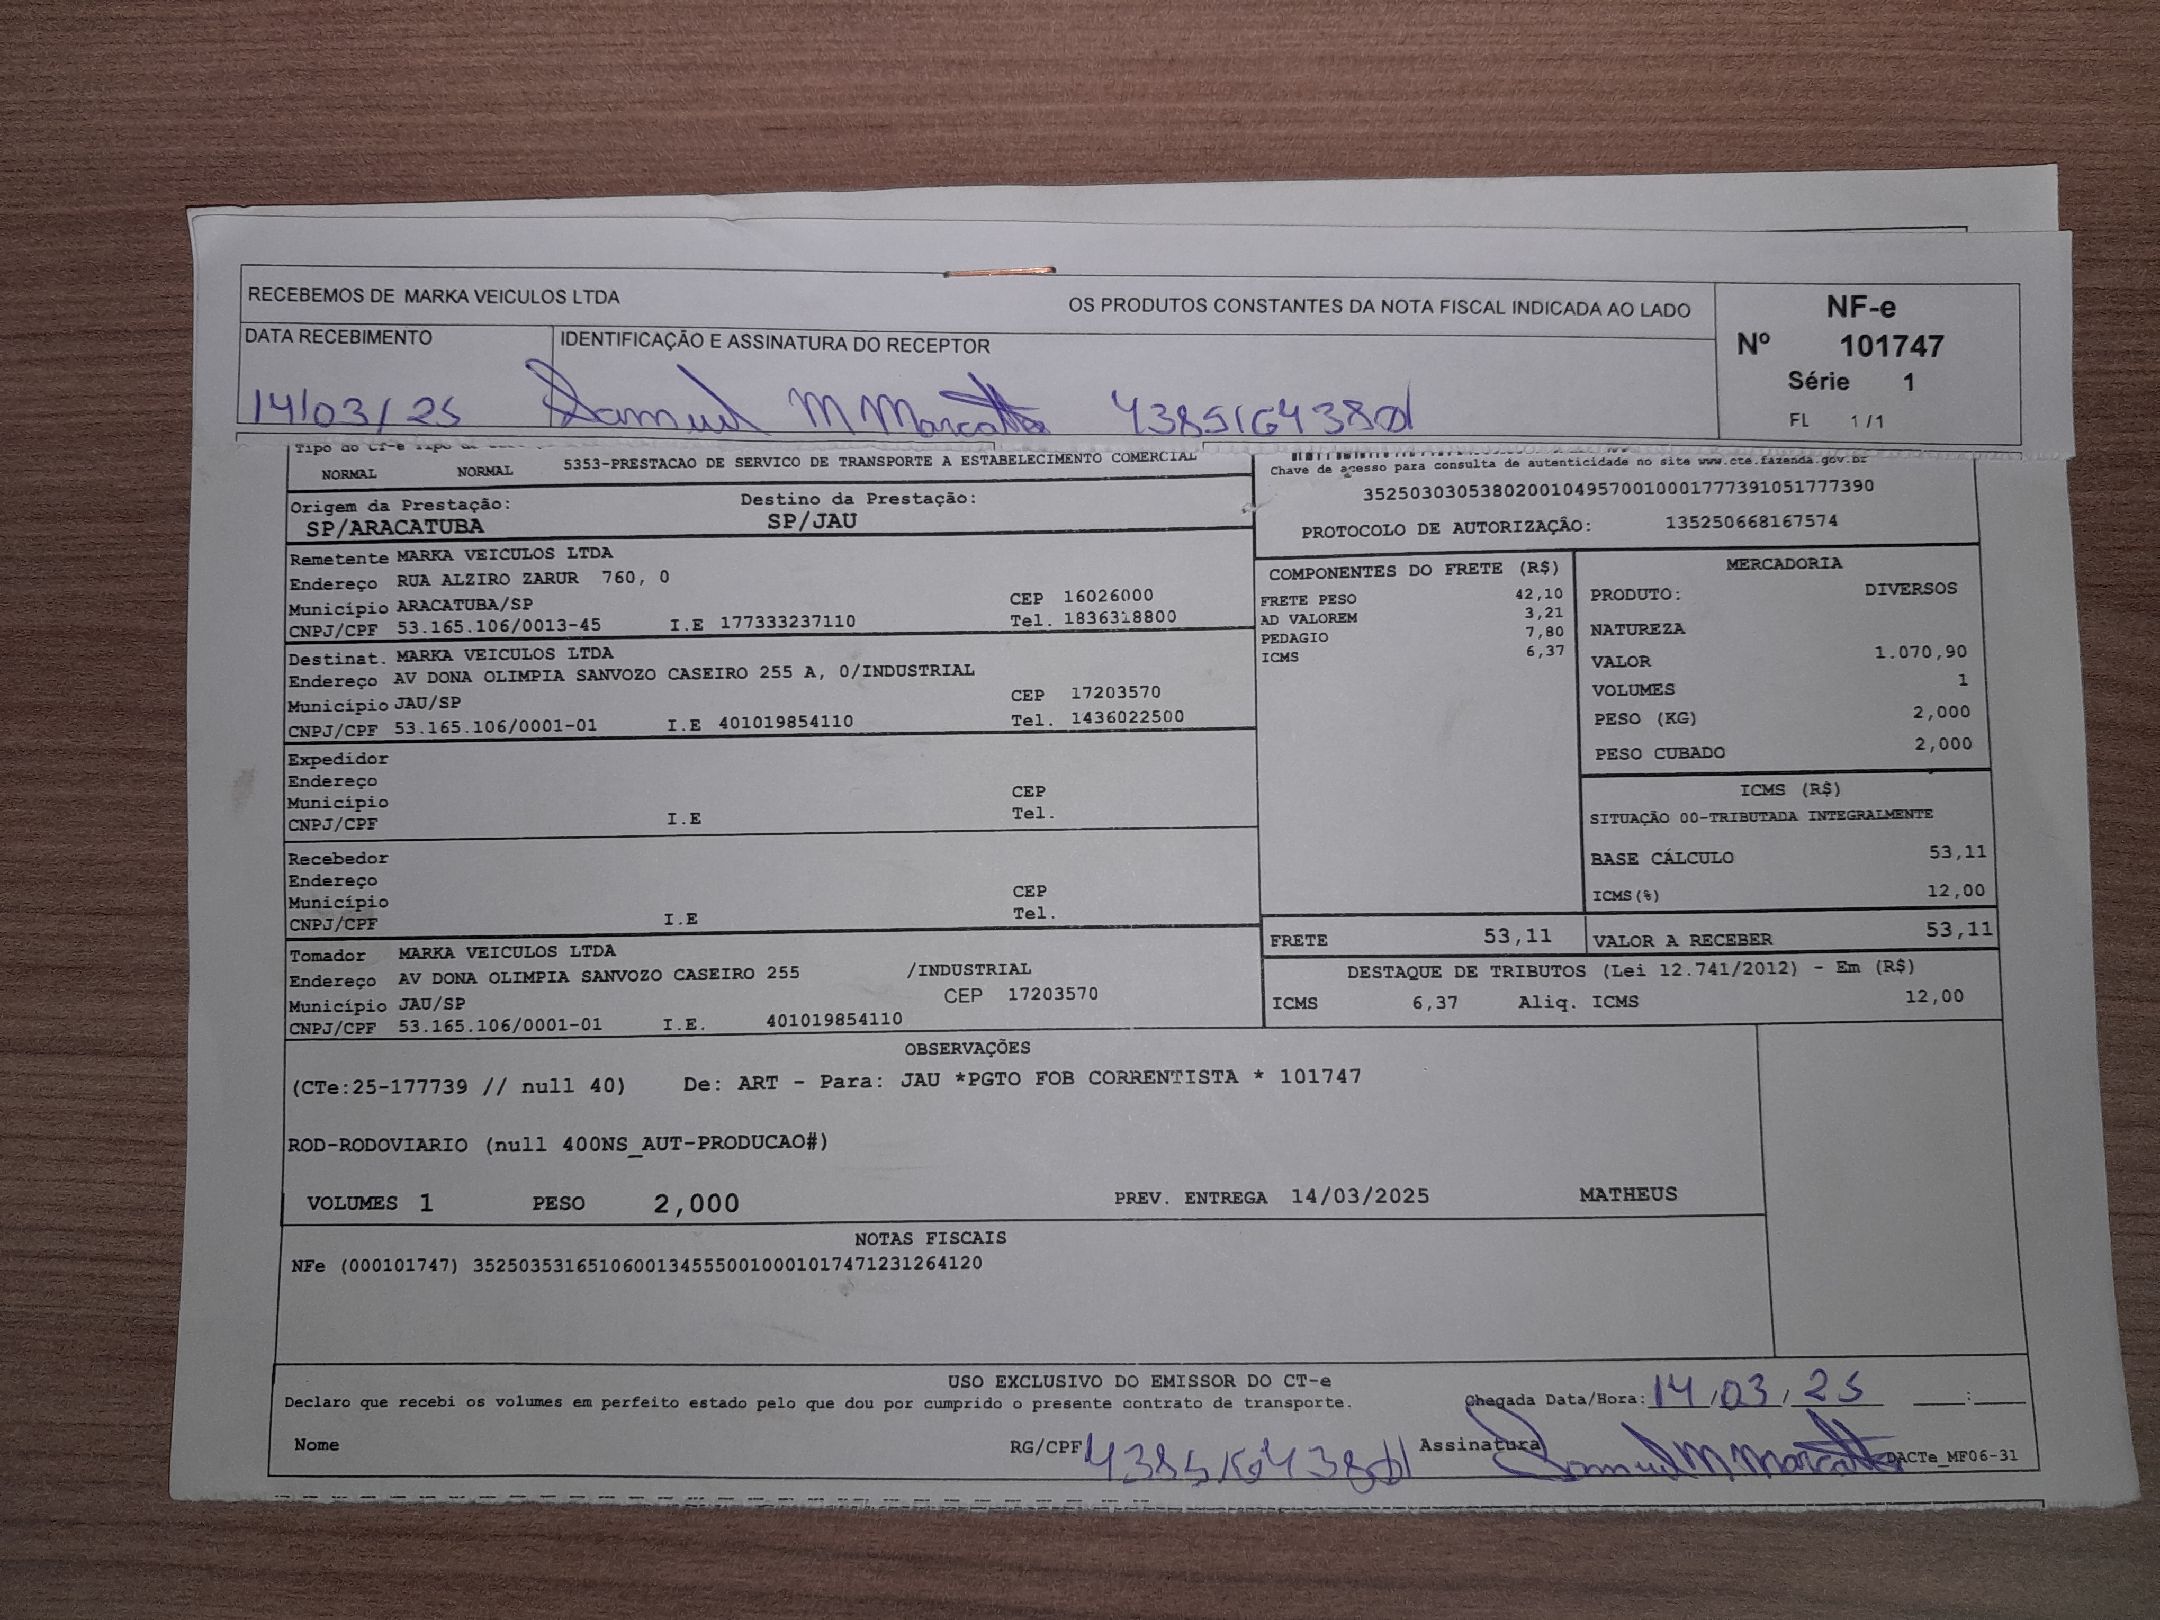 RECEBEMOS DE MARKA VEICULOS LTDA OS PRODUTOS CONSTANTES DA NOTA FISCAL INDICADA AO LADO
NF-e
Nº 101747
Série 1
FL 1 /1
DATA RECEBIMENTO IDENTIFICAÇÃO E ASSINATURA DO RECEPTOR
14/03/25 Samuel M Marcatto
NORMAL NORMAL 5353-PRESTACAO DE SERVICO DE TRANSPORTE A ESTABELECIMENTO COMERCIAL
Chave de acesso para consulta de autenticidade no site www.cte.fazenda.gov.br
35250303053802001049570010001777391051777390
PROTOCOLO DE AUTORIZAÇÃO: 135250668167574
Origem da Prestação: Destino da Prestação:
SP/ARACATUBA SP/JAU
Remetente MARKA VEICULOS LTDA
Endereço RUA ALZIRO ZARUR 760, 0
Município ARACATUBA/SP CEP 16026000
CNPJ/CPF 53.165.106/0013-45 I.E 177333237110 Tel. 1836318800
Destinat. MARKA VEICULOS LTDA
Endereço AV DONA OLIMPIA SANVOZO CASEIRO 255 A, 0/INDUSTRIAL
Município JAU/SP CEP 17203570
CNPJ/CPF 53.165.106/0001-01 I.E 401019854110 Tel. 1436022500
Expedidor
Endereço
Município CEP
CNPJ/CPF I.E Tel.
Recebedor
Endereço
Município CEP
CNPJ/CPF I.E Tel.
Tomador MARKA VEICULOS LTDA
Endereço AV DONA OLIMPIA SANVOZO CASEIRO 255 /INDUSTRIAL
Município JAU/SP CEP 17203570
CNPJ/CPF 53.165.106/0001-01 I.E. 401019854110
COMPONENTES DO FRETE (R$)
FRETE PESO 42,10
AD VALOREM 3,21
PEDAGIO 7,80
ICMS 6,37
MERCADORIA
PRODUTO: DIVERSOS
NATUREZA
VALOR 1.070,90
VOLUMES 1
PESO (KG) 2,000
PESO CUBADO 2,000
ICMS (R$)
SITUAÇÃO 00-TRIBUTADA INTEGRALMENTE
BASE CÁLCULO 53,11
ICMS(%) 12,00
FRETE 53,11 VALOR A RECEBER 53,11
DESTAQUE DE TRIBUTOS (Lei 12.741/2012) - Em (R$)
ICMS 6,37 Aliq. ICMS 12,00
OBSERVAÇÕES
(CTe:25-177739 // null 40) De: ART - Para: JAU *PGTO FOB CORRENTISTA * 101747
ROD-RODOVIARIO (null 400NS_AUT-PRODUCAO#)
VOLUMES 1 PESO 2,000 PREV. ENTREGA 14/03/2025 MATHEUS
NOTAS FISCAIS
NFe (000101747) 35250353165106001345550010001017471231264120
USO EXCLUSIVO DO EMISSOR DO CT-e
Declaro que recebi os volumes em perfeito estado pelo que dou por cumprido o presente contrato de transporte. Chegada Data/Hora: 14/03/25 :
Nome RG/CPF Assinatura Samuel M Marcatto DACTe_MF06-31